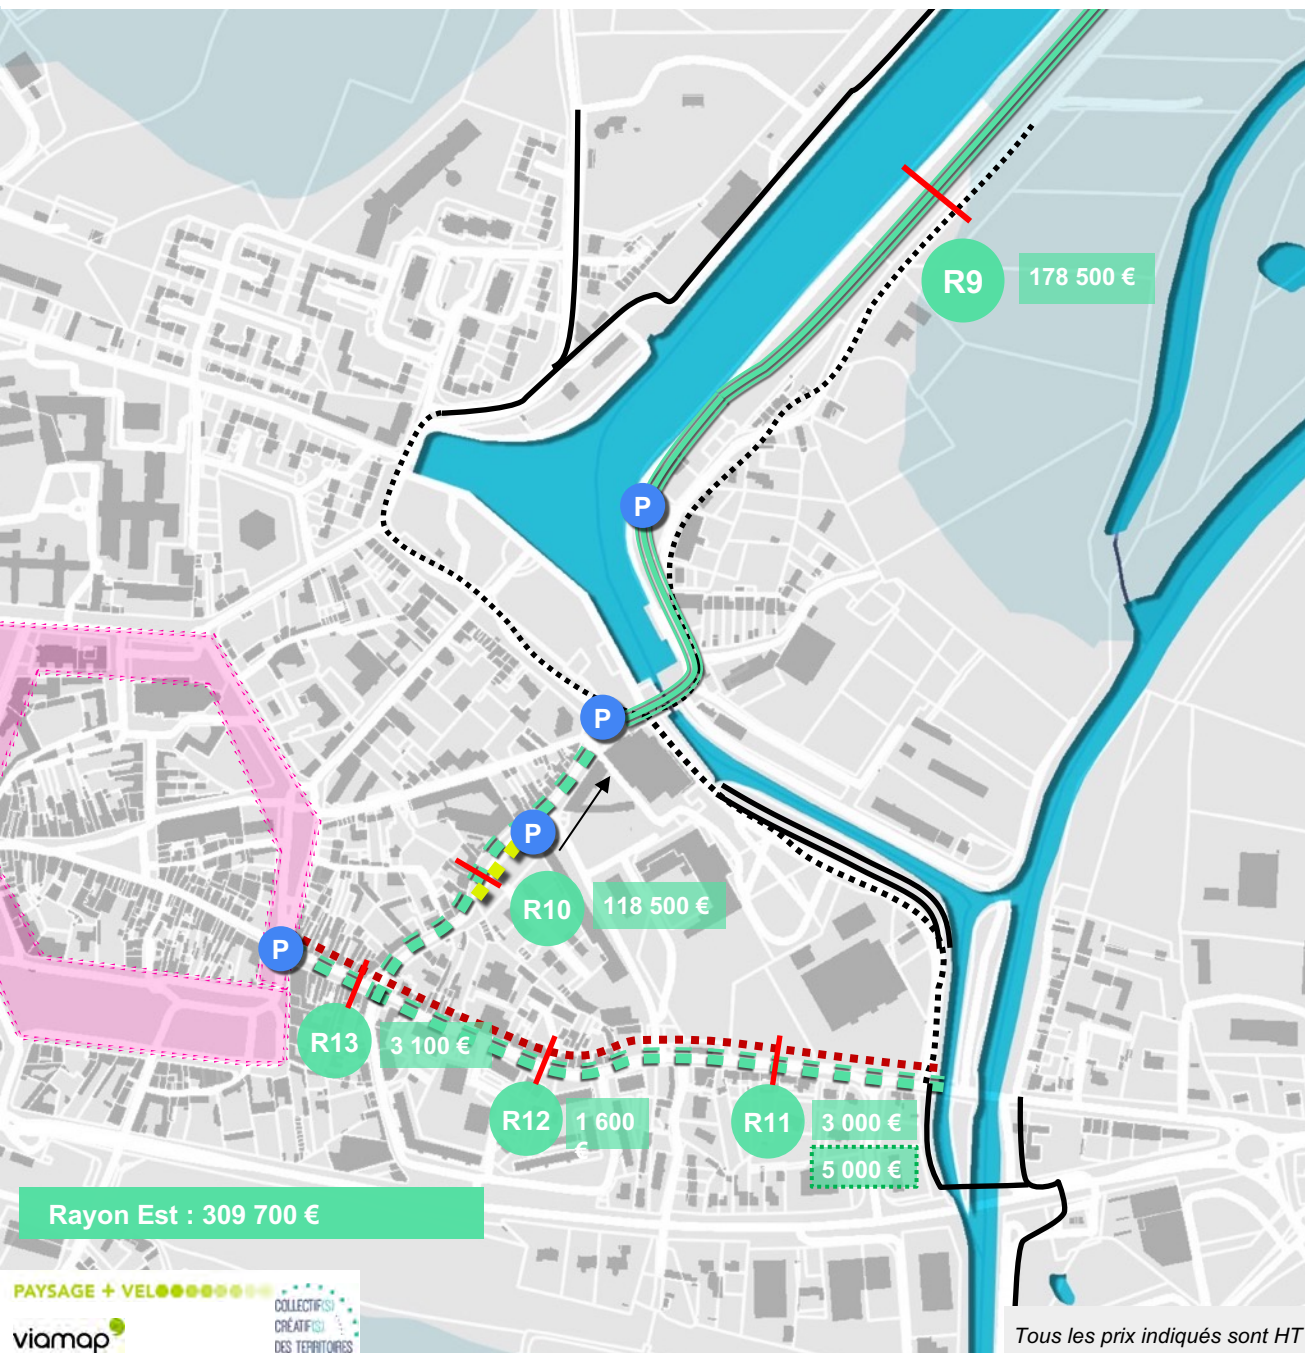 R9
178 500 €
P
P
P
R10
118 500 €
P
R13
3 100 €
R12
1 600
€
R11
3 000 €
5 000 €
Rayon Est : 309 700 €
PAYSAGE + VELO
COLLECTIF(S)
CRÉATIF(S)
DES TERRITOIRES
viamap
Tous les prix indiqués sont HT